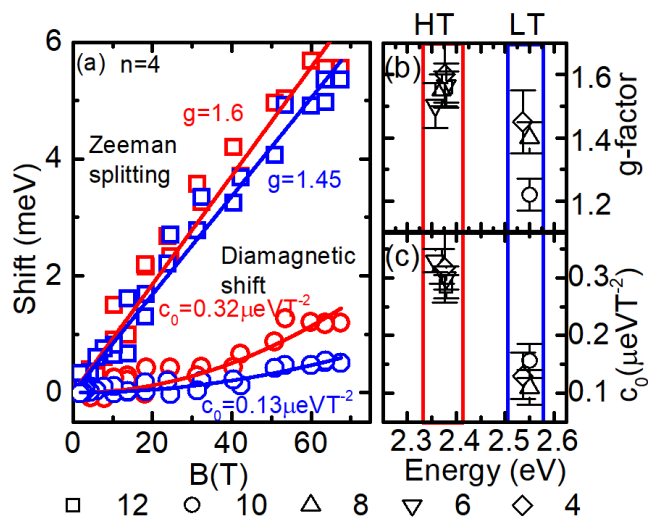 HT LT
(a) n=4
Zeeman
splitting
g=1.6
g=1.45
Diamagnetic
shift
c₀=0.32μeVT⁻²
c₀=0.13μeVT⁻²
Shift (meV)
6
4
2
0
0 20 40 60
B(T)
(b)
g-factor
1.6
1.4
1.2
(c)
c₀(μeVT⁻²)
0.3
0.2
0.1
2.2 2.3 2.4 2.5 2.6
Energy (eV)
12 10 8 6 4